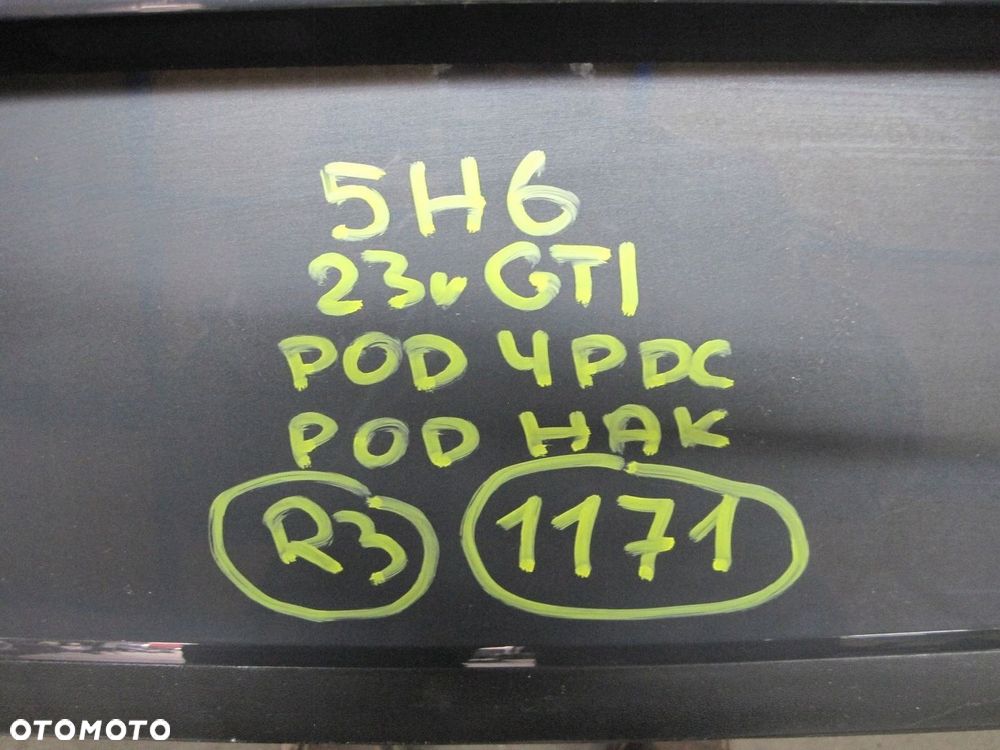 5H6
23r GTI
POD 4PDC
POD HAK
R3 1171
OTOMOTO